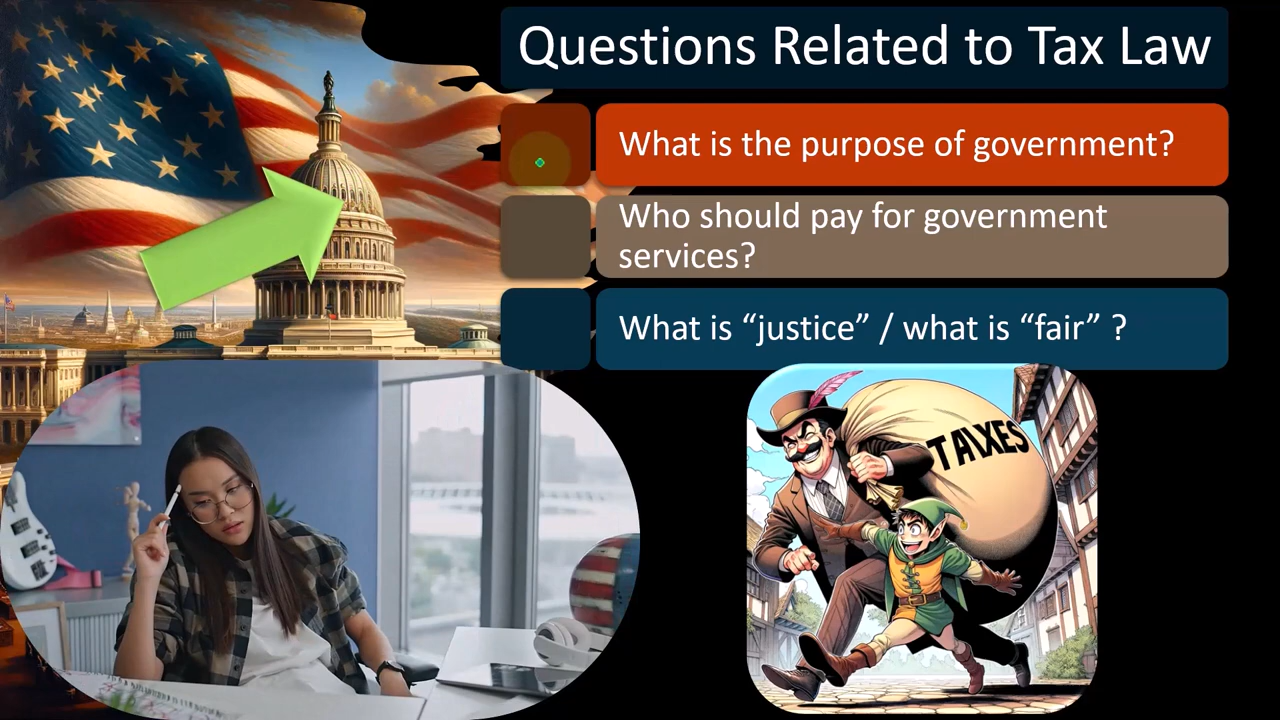 Questions Related to Tax Law
What is the purpose of government?
Who should pay for government
services?
What is “justice” / what is “fair” ?
TAXES